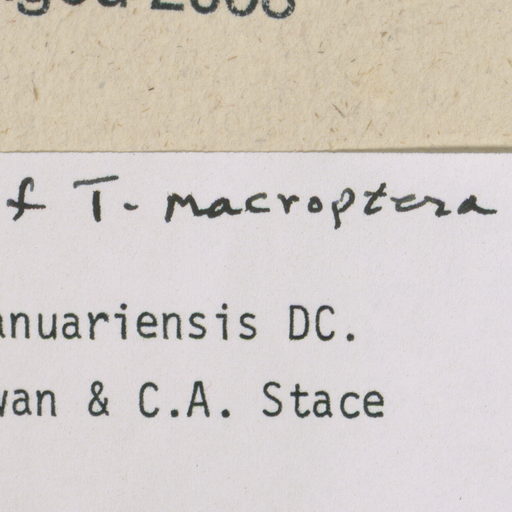 f T. macroptera
anuariensis DC.
wan & C.A. Stace